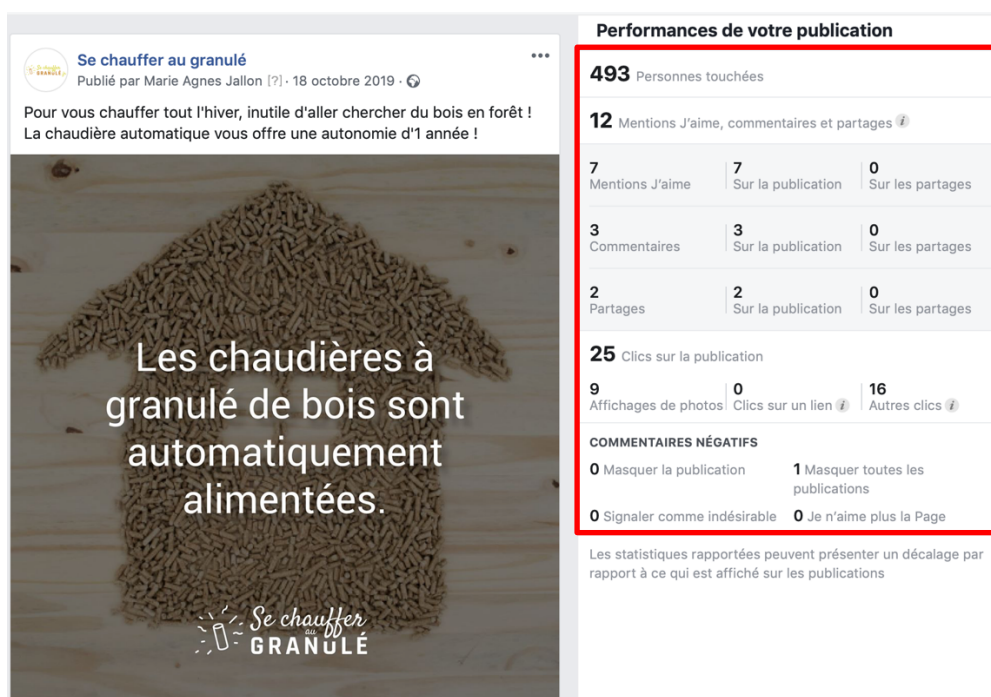 Se chauffer au granulé
Publié par Marie Agnes Jallon [?] · 18 octobre 2019 ·
Pour vous chauffer tout l'hiver, inutile d'aller chercher du bois en forêt !
La chaudière automatique vous offre une autonomie d'1 année !
Les chaudières à
granulé de bois sont
automatiquement
alimentées.
Se chauffer
au
GRANULÉ
Performances de votre publication
493 Personnes touchées
12 Mentions J'aime, commentaires et partages i
7 7 0
Mentions J'aime Sur la publication Sur les partages
3 3 0
Commentaires Sur la publication Sur les partages
2 2 0
Partages Sur la publication Sur les partages
25 Clics sur la publication
9 0 16
Affichages de photos Clics sur un lien i Autres clics i
COMMENTAIRES NÉGATIFS
0 Masquer la publication 1 Masquer toutes les
publications
0 Signaler comme indésirable 0 Je n'aime plus la Page
Les statistiques rapportées peuvent présenter un décalage par
rapport à ce qui est affiché sur les publications